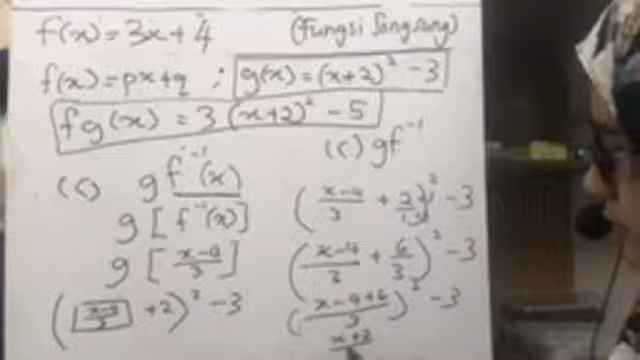 f(x) = 3x + 4 (Fungsi Songsang)
f(x) = px + q ; g(x) = (x+2)² - 3
fg(x) = 3(x+2)² - 5
(c) gf⁻¹
(c) gf⁻¹(x)
g[f⁻¹(x)]
g[(x-4)/3]
((x-4)/3 + 2)² - 3
((x-4)/3 + 2(3)/1(3))² - 3
((x-4)/3 + 6/3)² - 3
((x-4+6)/3)² - 3